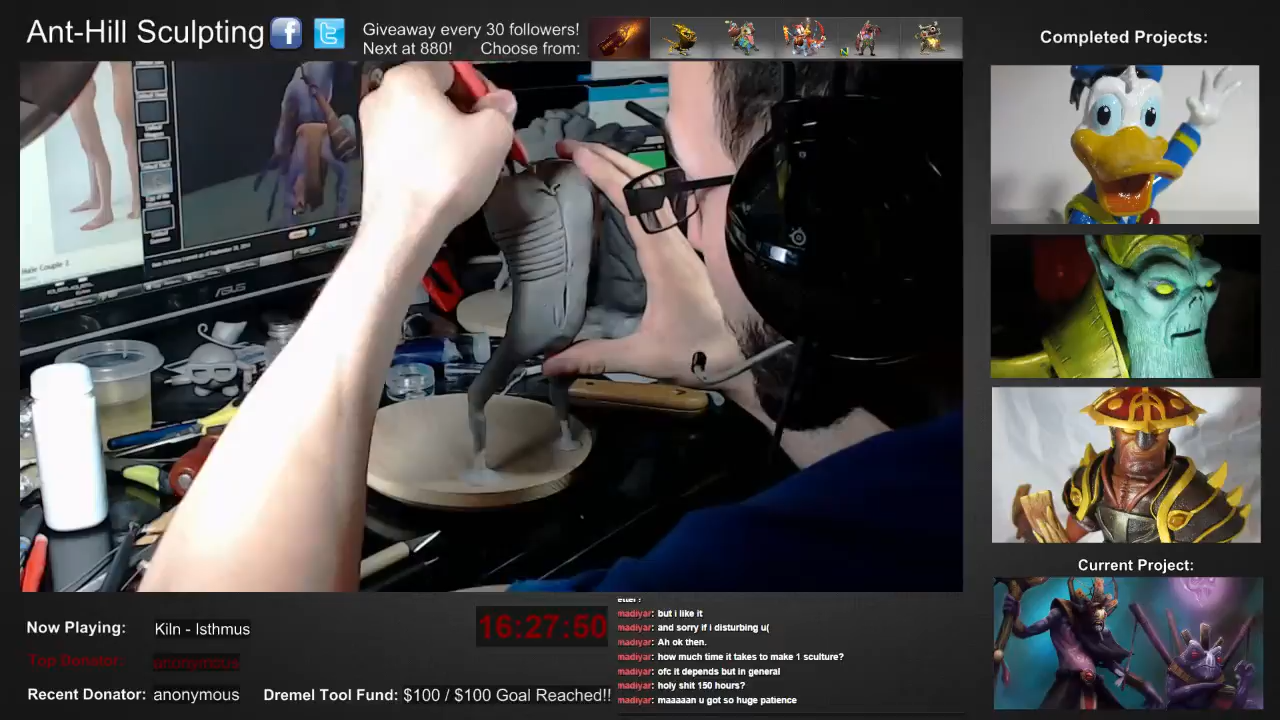 Ant-Hill Sculpting
Giveaway every 30 followers!
Next at 880! Choose from:
Completed Projects:
ASUS
Current Project:
Now Playing: Kiln - Isthmus
Top Donator: anonymous
Recent Donator: anonymous
Dremel Tool Fund: $100 / $100 Goal Reached!!
16:27:50
madiyar: but i like it
madiyar: and sorry if i disturbing u(
madiyar: Ah ok then.
madiyar: how much time it takes to make 1 sculture?
madiyar: ofc it depends but in general
madiyar: holy shit 150 hours?
madiyar: maaaaan u got so huge patience